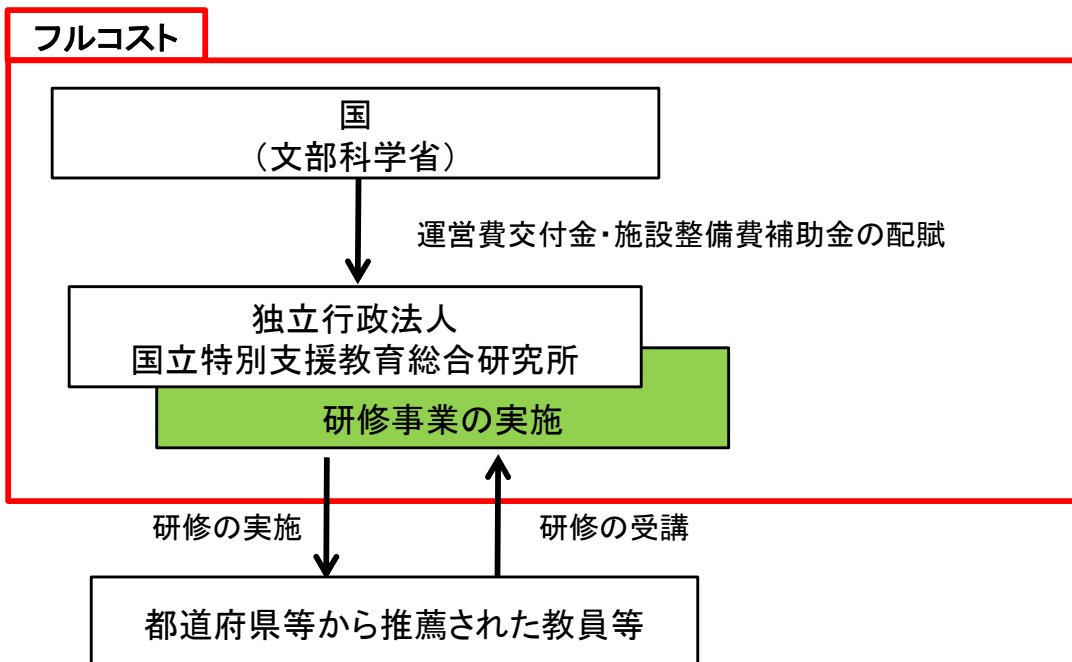 フルコスト
国
（文部科学省）
運営費交付金・施設整備費補助金の配賦
独立行政法人
国立特別支援教育総合研究所
研修事業の実施
研修の実施
研修の受講
都道府県等から推薦された教員等